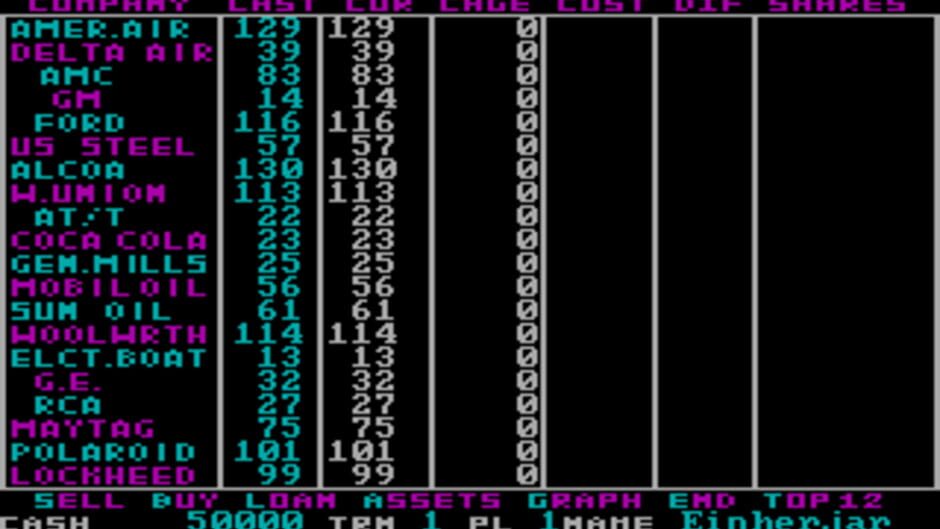 COMPANY LAST CUR CAGE COST DIF SHARES
AMER.AIR 129 129 0
DELTA AIR 39 39 0
AMC 83 83 0
GM 14 14 0
FORD 116 116 0
US STEEL 57 57 0
ALCOA 130 130 0
W.UNION 113 113 0
AT/T 22 22 0
COCA COLA 23 23 0
GEN.MILLS 25 25 0
MOBIL OIL 56 56 0
SUN OIL 61 61 0
WOOLWRTH 114 114 0
ELCT.BOAT 13 13 0
G.E. 32 32 0
RCA 27 27 0
MAYTAG 75 75 0
POLAROID 101 101 0
LOCKHEED 99 99 0
SELL BUY LOAN ASSETS GRAPH END TOP12
CASH 50000 TRN 1 PL 1NAME Einherjar